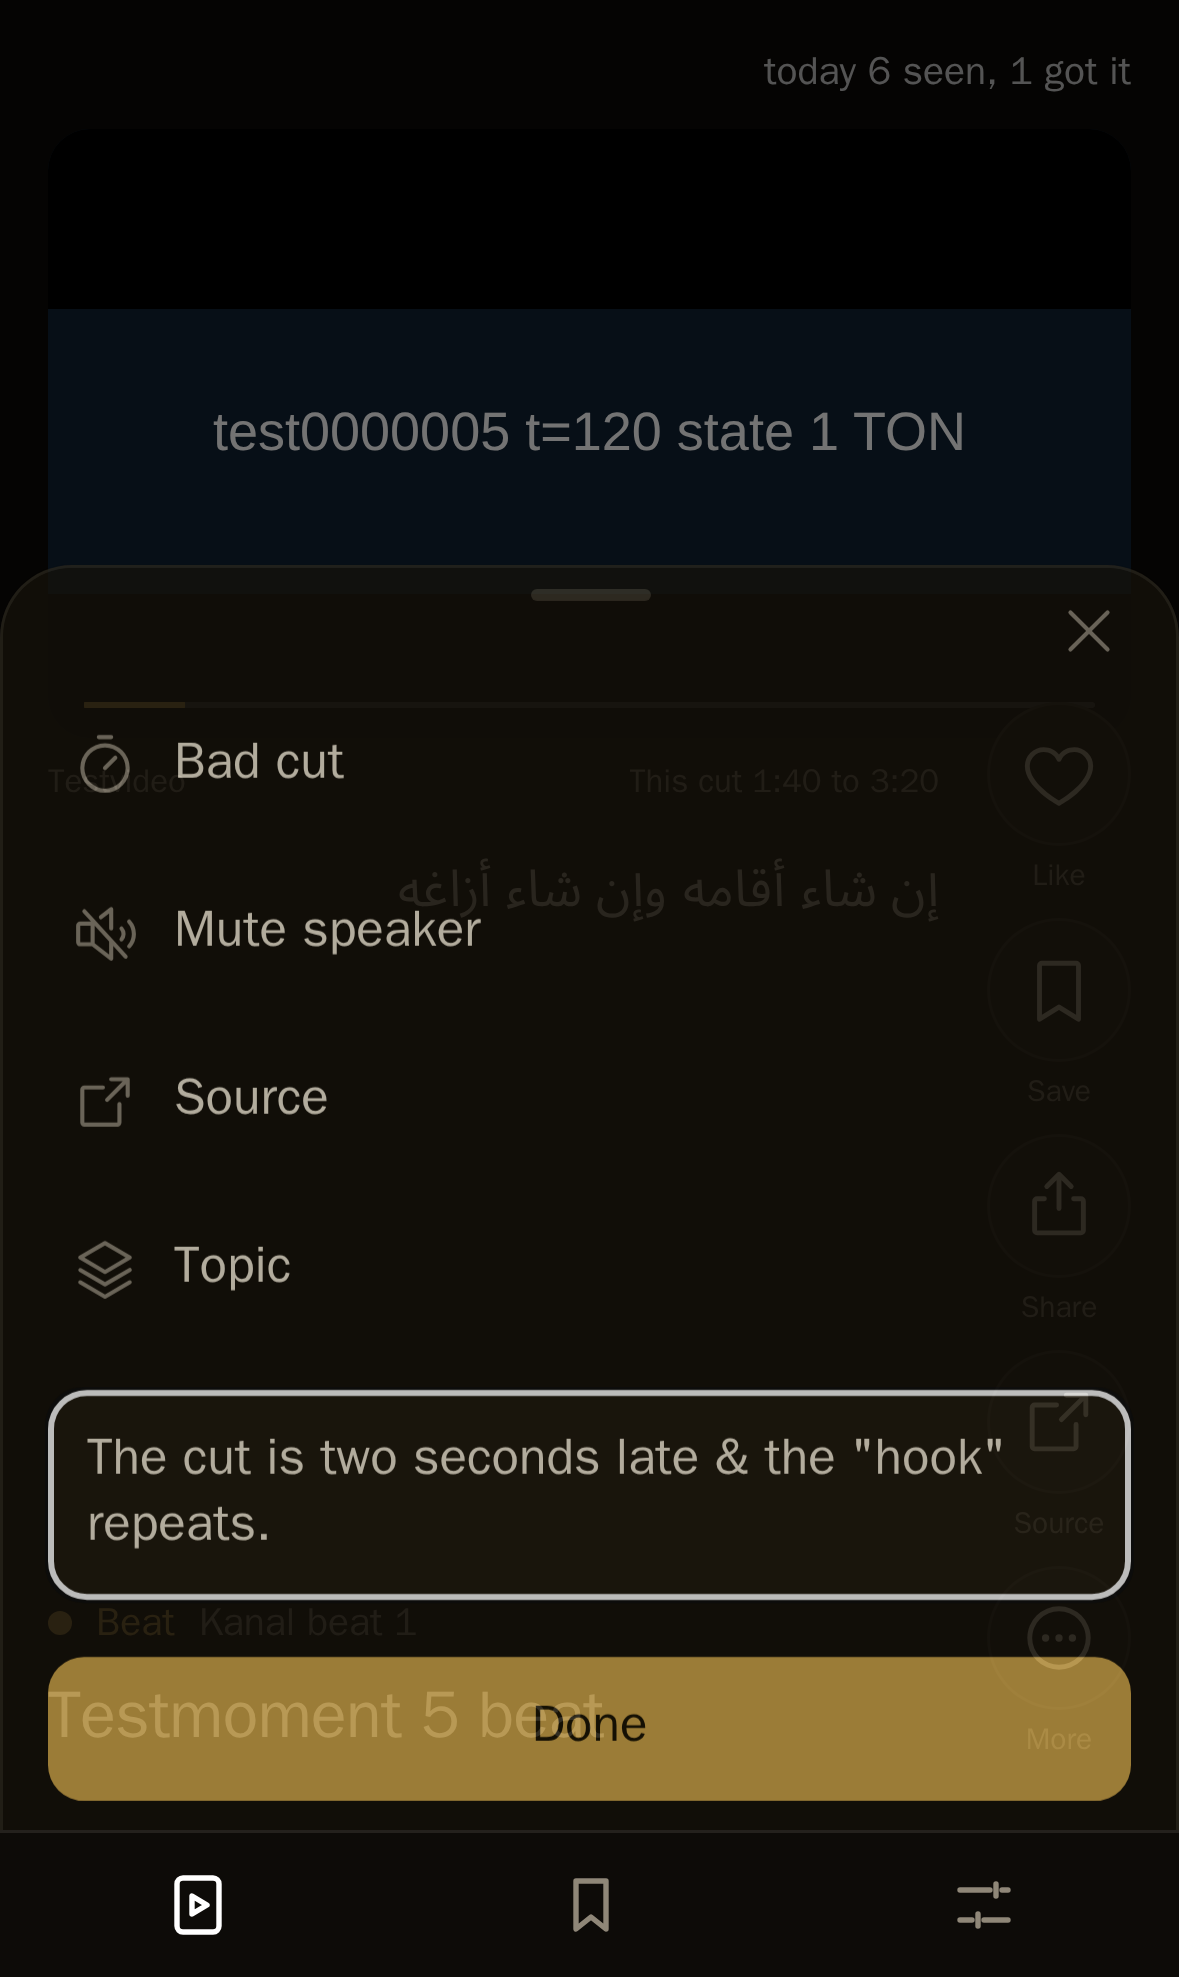 today 6 seen, 1 got it
test0000005 t=120 state 1 TON
Bad cut
Testvideo
This cut 1:40 to 3:20
Like
إن شاء أقامه وإن شاء أزاغه
Mute speaker
Save
Source
Topic
Share
The cut is two seconds late & the "hook"
repeats.
Source
Beat Kanal beat 1
Testmoment 5 beat.
Done
More